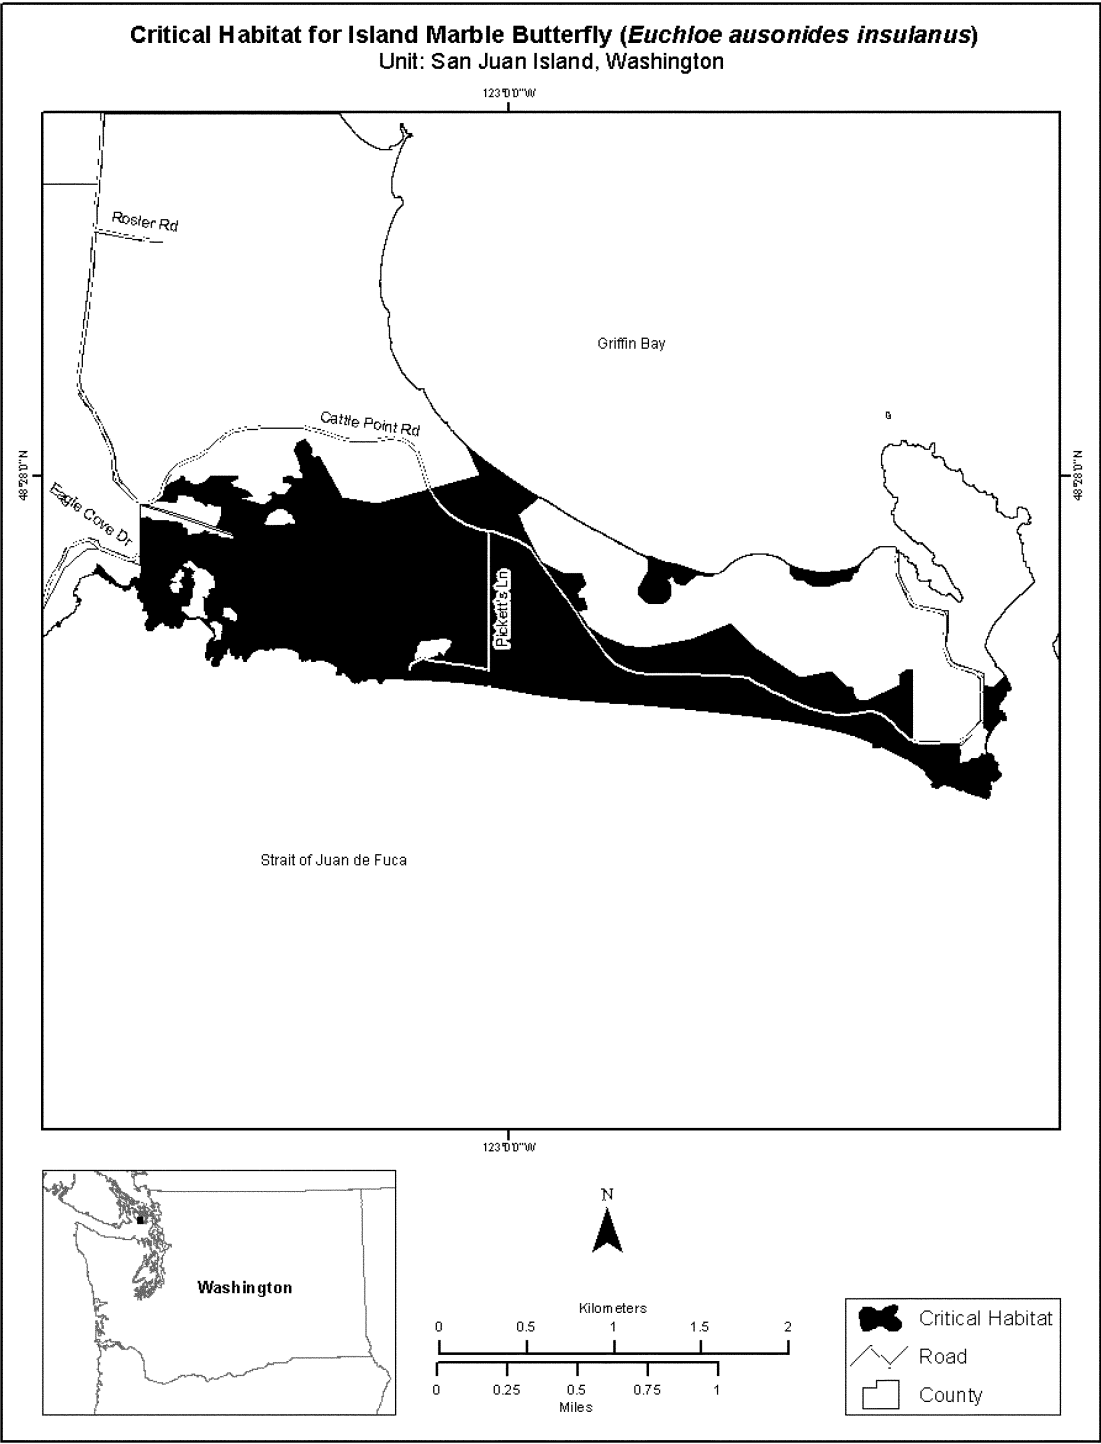 Critical Habitat for Island Marble Butterfly (Euchloe ausonides insulanus)
Unit: San Juan Island, Washington
123°0'0"W
Rosler Rd
Griffin Bay
Cattle Point Rd
48°28'0"N
48°28'0"N
Eagle Cove Dr
Pickett's Ln
Strait of Juan de Fuca
123°0'0"W
N
Washington
Kilometers
0 0.5 1 1.5 2
0 0.25 0.5 0.75 1
Miles
Critical Habitat
Road
County